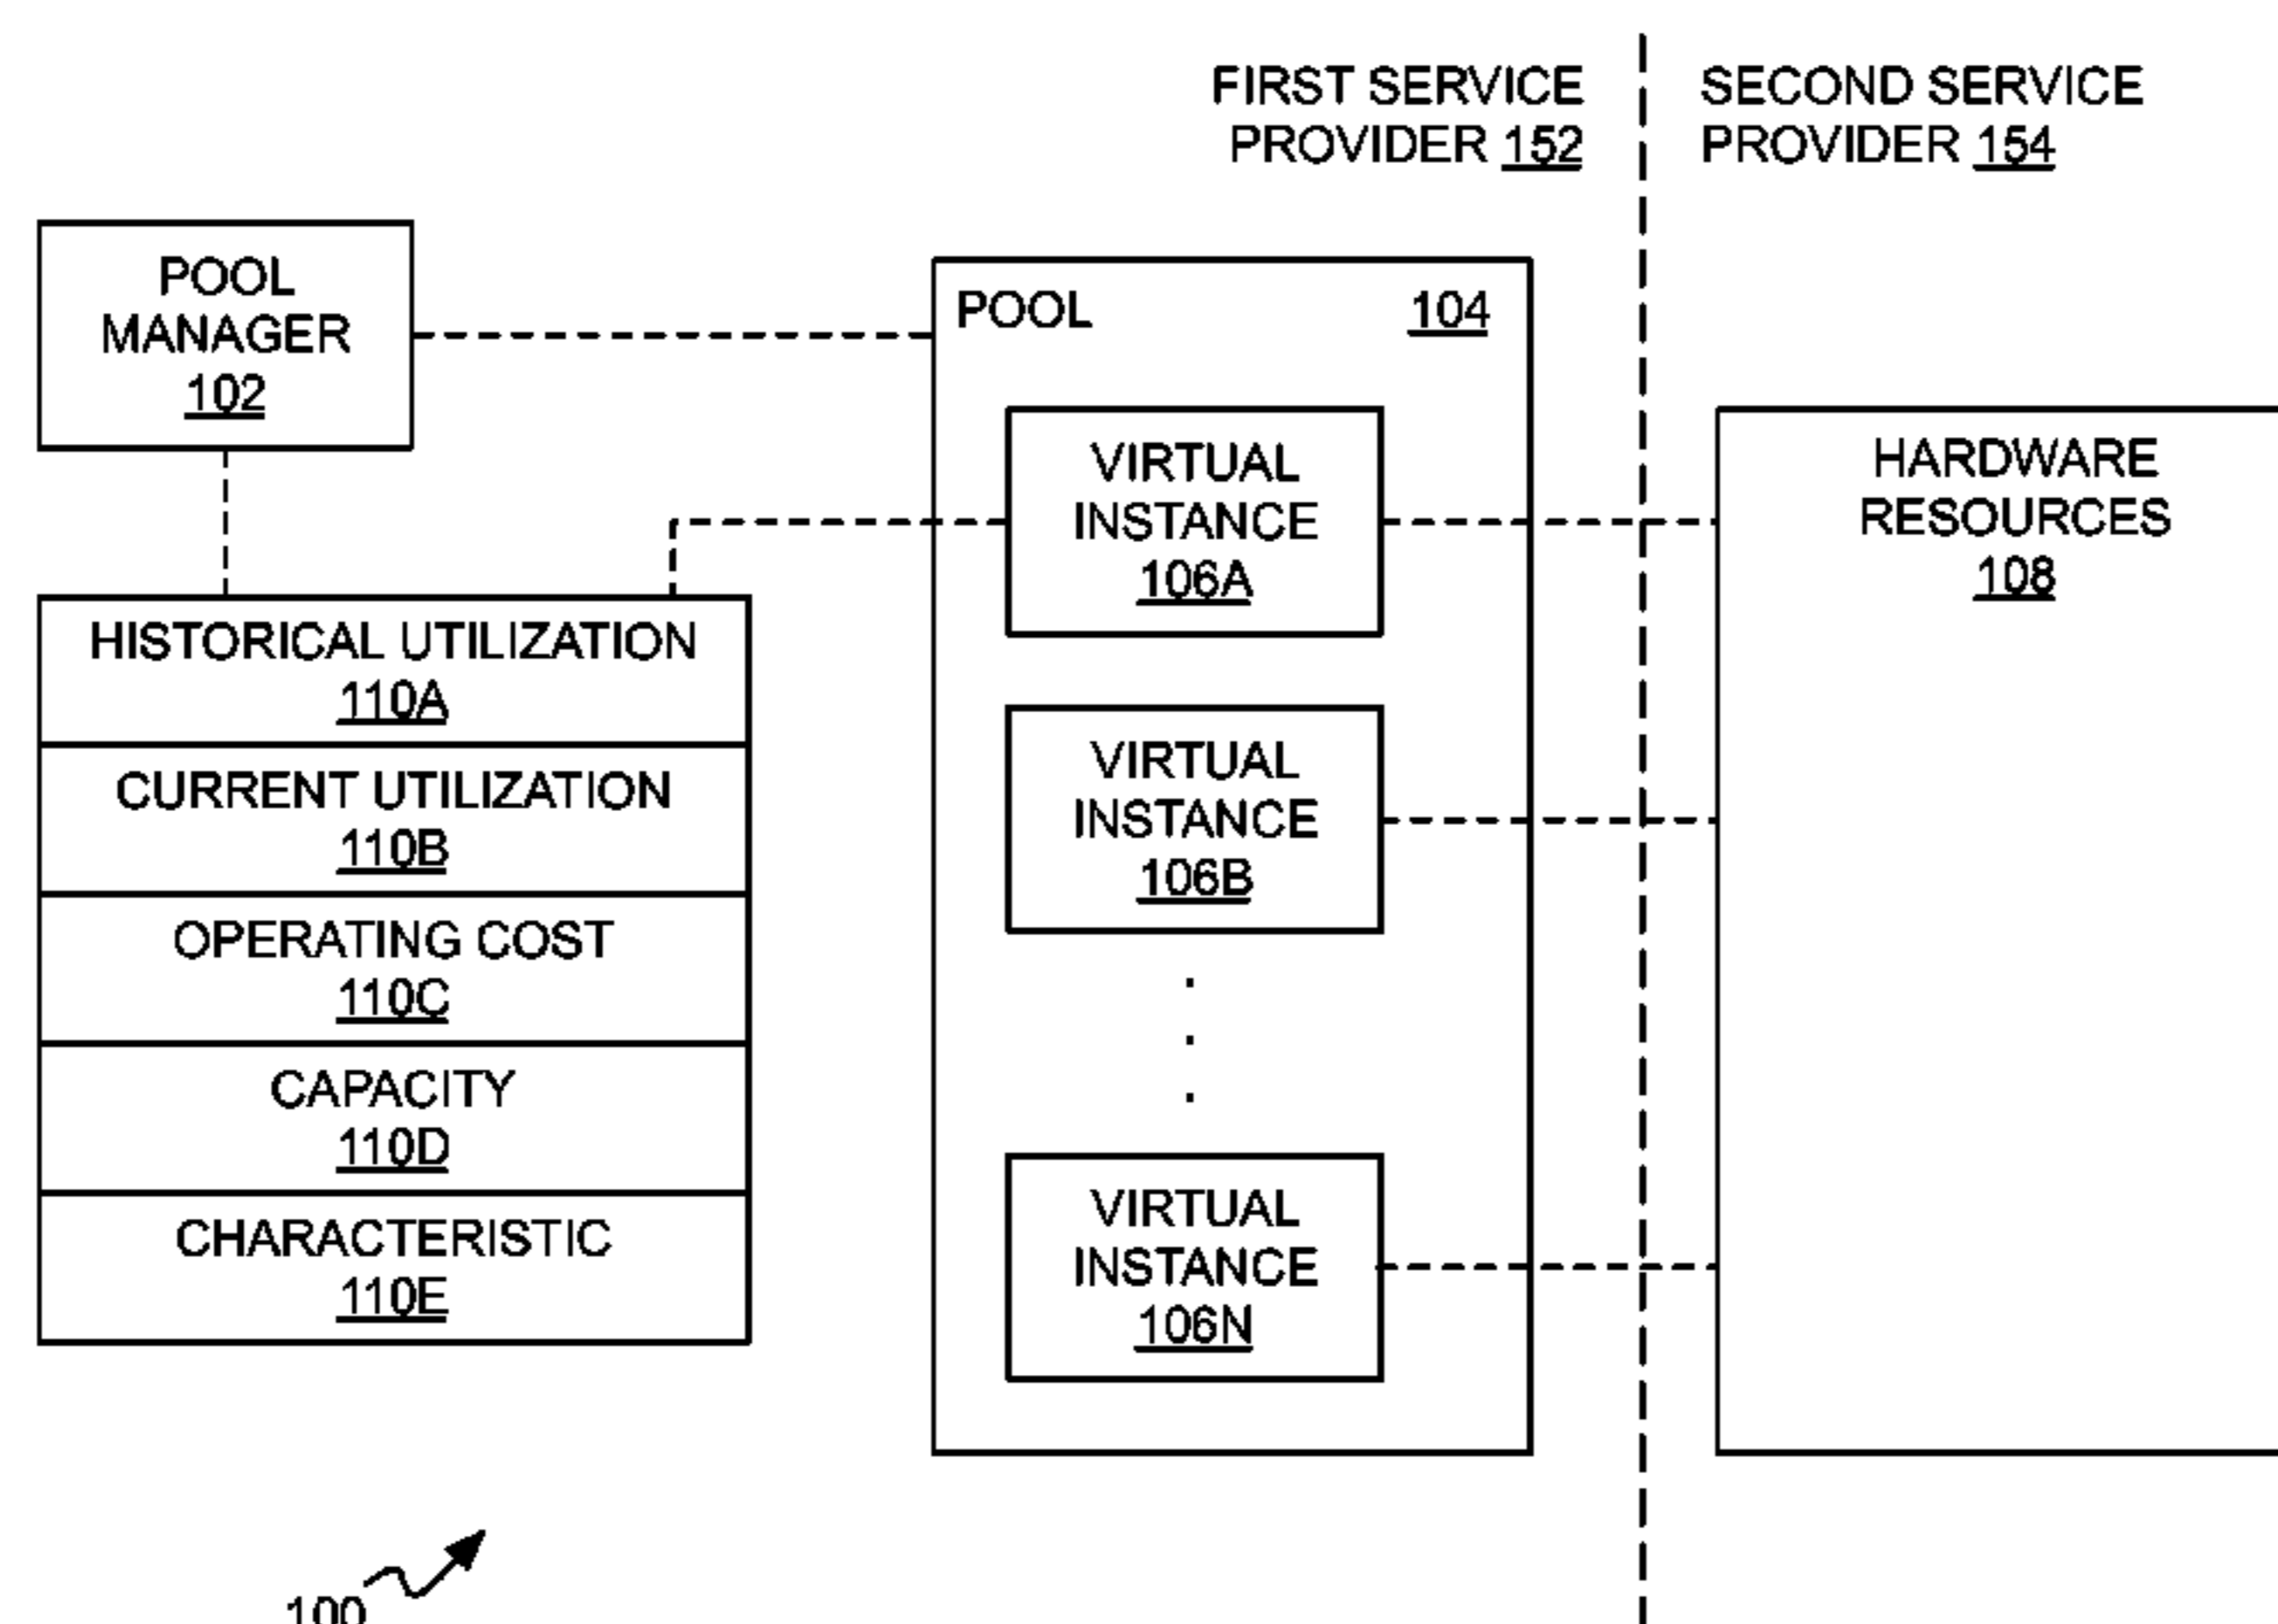 FIRST SERVICE
PROVIDER 152
SECOND SERVICE
PROVIDER 154
POOL
MANAGER
102
POOL 104
VIRTUAL
INSTANCE
106A
HARDWARE
RESOURCES
108
HISTORICAL UTILIZATION
110A
CURRENT UTILIZATION
110B
OPERATING COST
110C
CAPACITY
110D
CHARACTERISTIC
110E
VIRTUAL
INSTANCE
106B
VIRTUAL
INSTANCE
106N
100